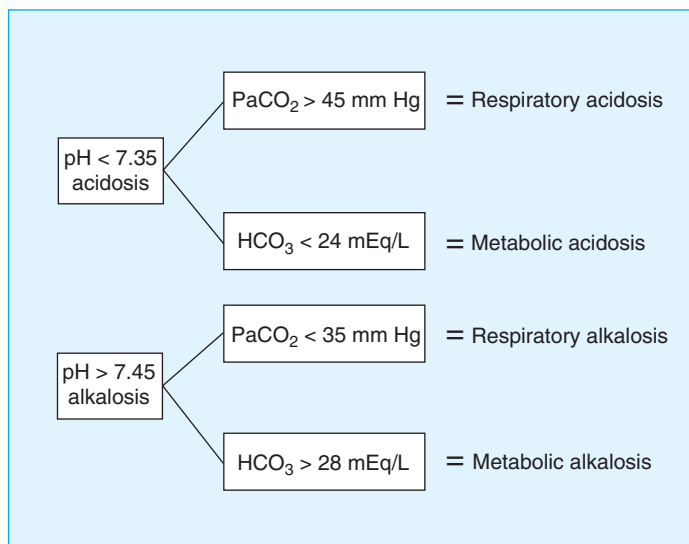 PaCO₂ > 45 mm Hg = Respiratory acidosis
pH < 7.35
acidosis
HCO₃ < 24 mEq/L = Metabolic acidosis
PaCO₂ < 35 mm Hg = Respiratory alkalosis
pH > 7.45
alkalosis
HCO₃ > 28 mEq/L = Metabolic alkalosis